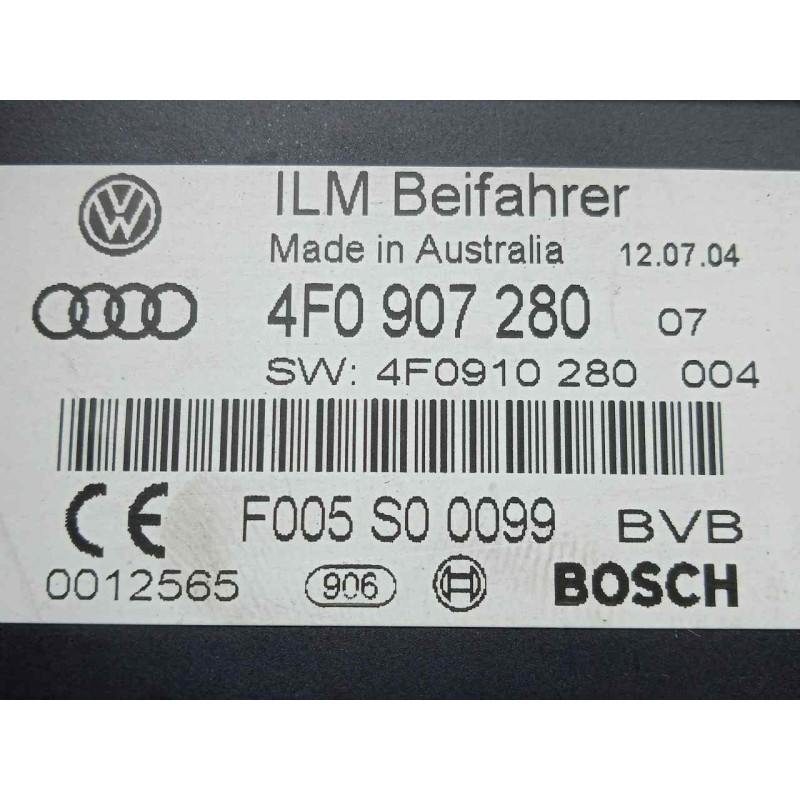 ILM Beifahrer
Made in Australia 12.07.04
4F0 907 280 07
SW: 4F0910 280 004
CE F005 S0 0099 BVB
0012565 906 BOSCH